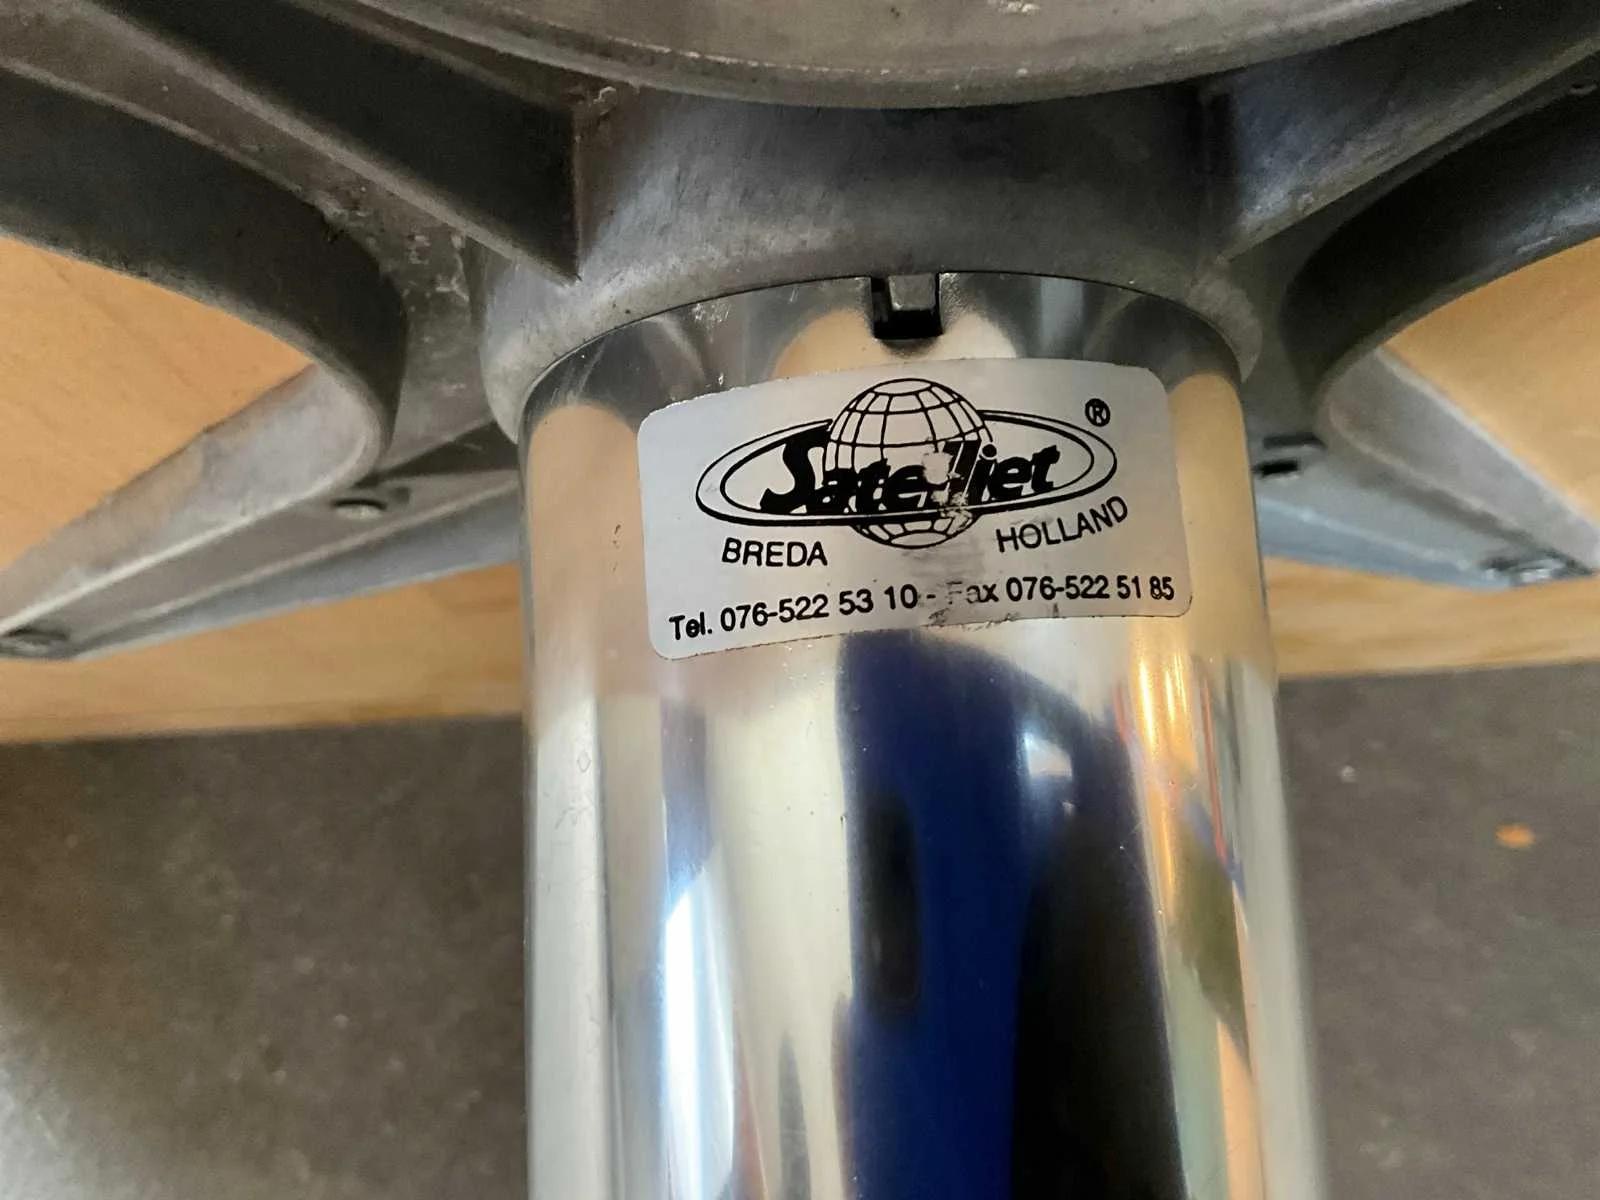 Satelliet ®
BREDA HOLLAND
Tel. 076-522 53 10 - Fax 076-522 51 85